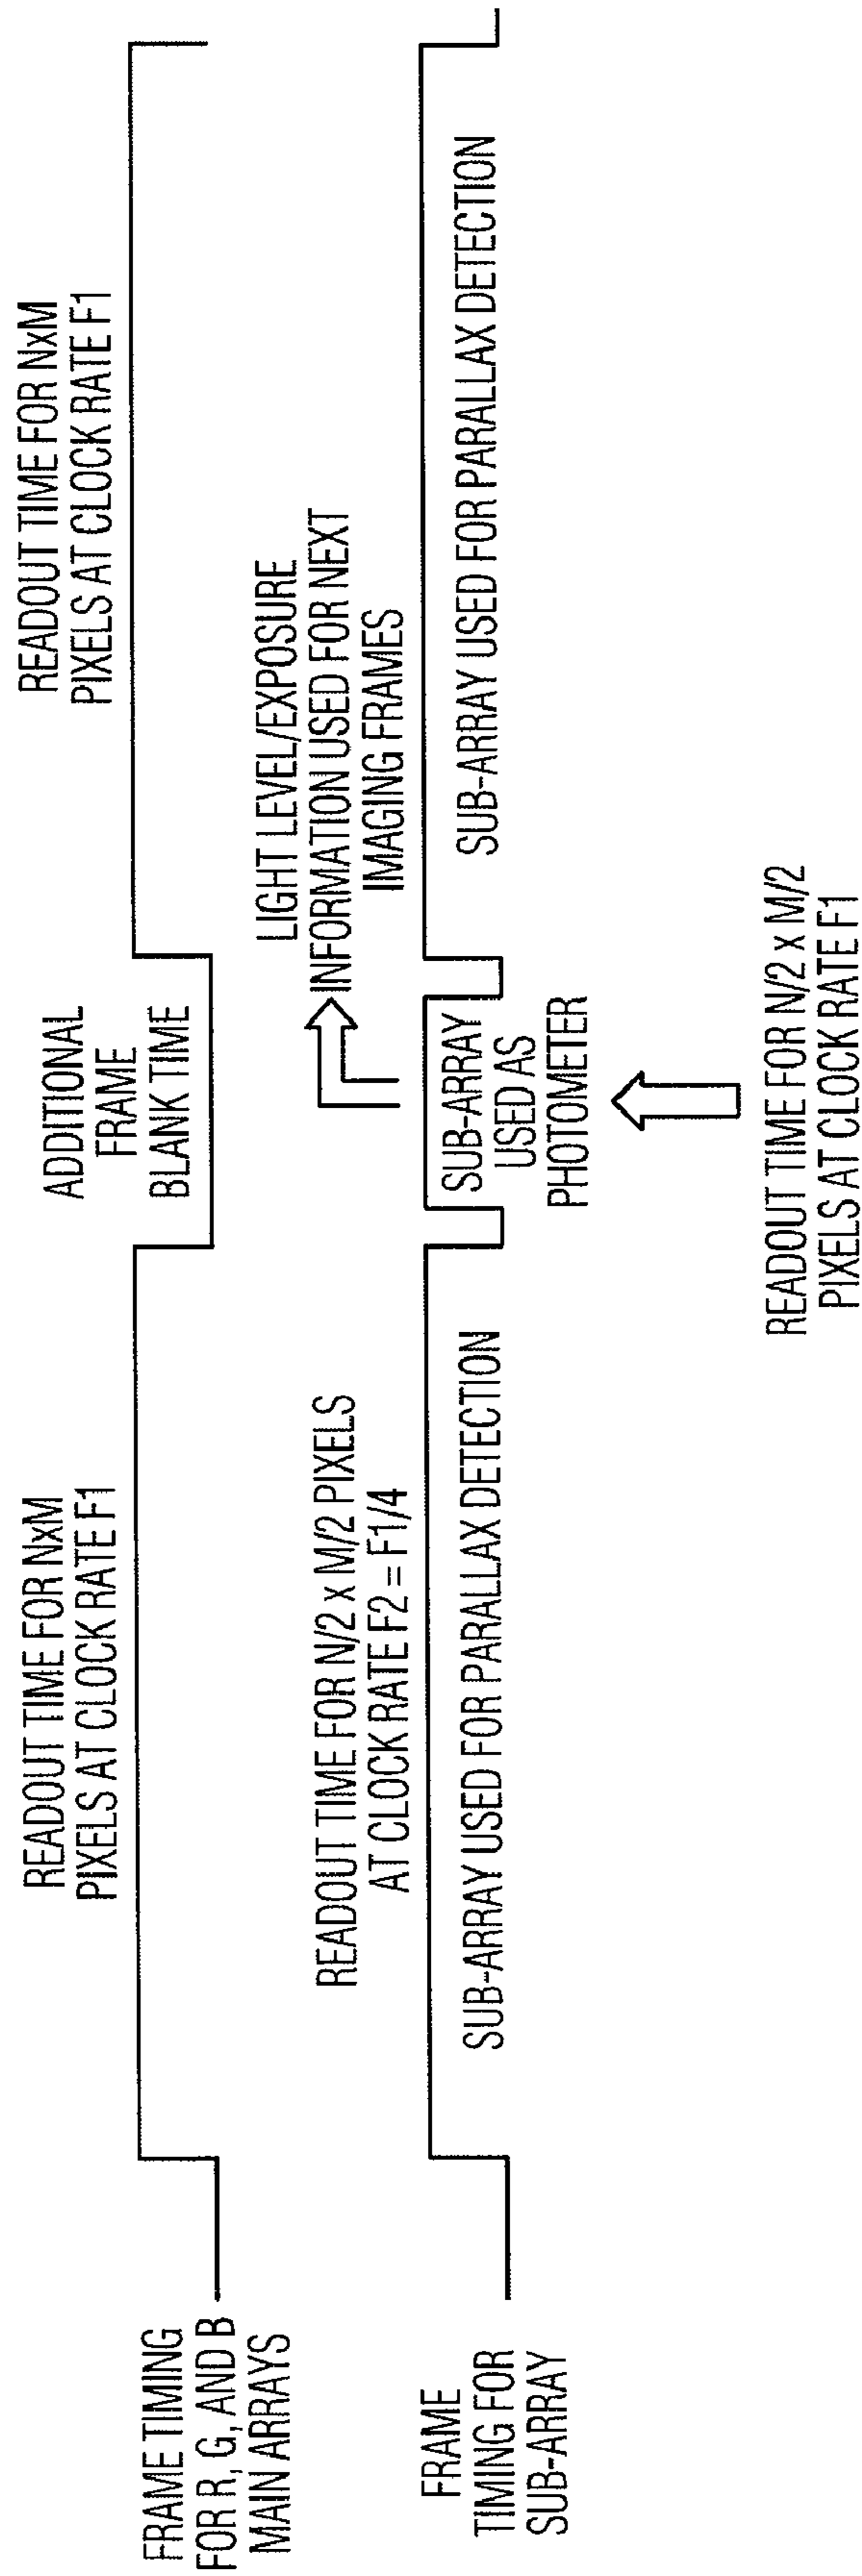 FRAME TIMING
FOR R, G, AND B
MAIN ARRAYS
READOUT TIME FOR NxM
PIXELS AT CLOCK RATE F1
ADDITIONAL
FRAME
BLANK TIME
READOUT TIME FOR NxM
PIXELS AT CLOCK RATE F1
READOUT TIME FOR N/2 x M/2 PIXELS
AT CLOCK RATE F2 = F1/4
LIGHT LEVEL/EXPOSURE
INFORMATION USED FOR NEXT
IMAGING FRAMES
FRAME
TIMING FOR
SUB-ARRAY
SUB-ARRAY USED FOR PARALLAX DETECTION
SUB-ARRAY
USED AS
PHOTOMETER
SUB-ARRAY USED FOR PARALLAX DETECTION
READOUT TIME FOR N/2 x M/2
PIXELS AT CLOCK RATE F1